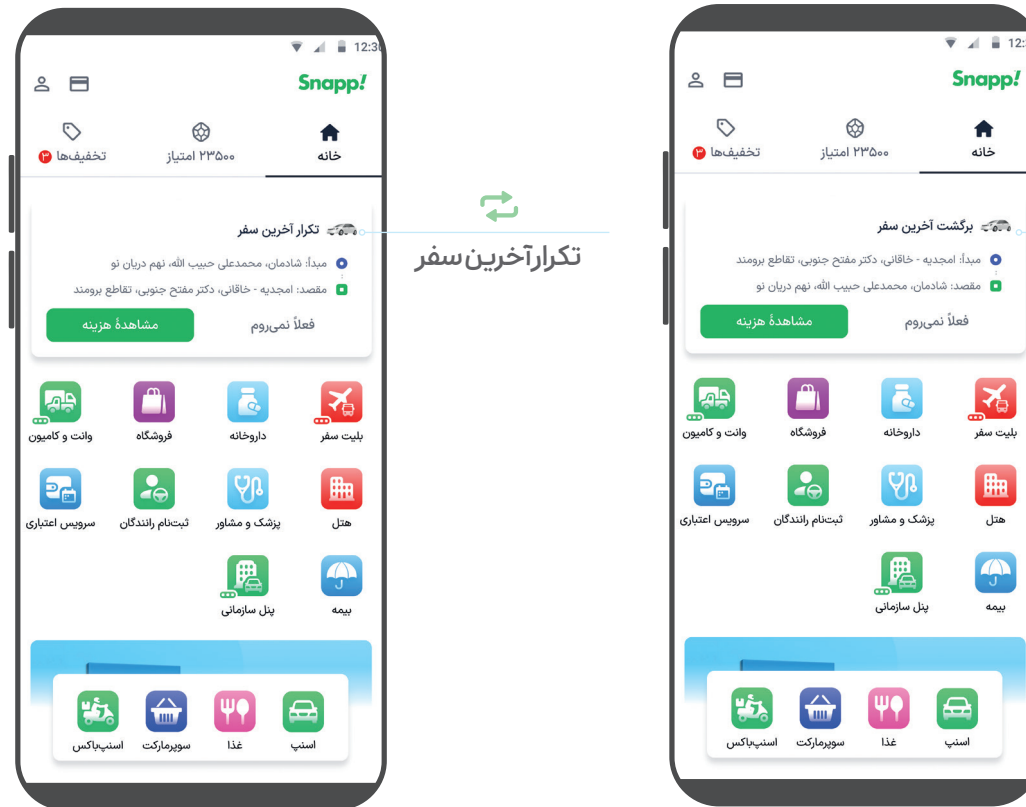 12:30
Snapp!
خانه
۲۳۵۰۰ امتیاز
تخفیف‌ها ۳
تکرار آخرین سفر
مبدأ: شادمان، محمدعلی حبیب الله، نهم دریان نو
مقصد: امجدیه - خاقانی، دکتر مفتح جنوبی، تقاطع برومند
فعلاً نمی‌روم
مشاهدهٔ هزینه
بلیت سفر
داروخانه
فروشگاه
وانت و کامیون
هتل
پزشک و مشاور
ثبت‌نام رانندگان
سرویس اعتباری
بیمه
پنل سازمانی
اسنپ
غذا
سوپرمارکت
اسنپ‌باکس
تکرار آخرین سفر
12:3
Snapp!
خانه
۲۳۵۰۰ امتیاز
تخفیف‌ها ۳
برگشت آخرین سفر
مبدأ: امجدیه - خاقانی، دکتر مفتح جنوبی، تقاطع برومند
مقصد: شادمان، محمدعلی حبیب الله، نهم دریان نو
فعلاً نمی‌روم
مشاهدهٔ هزینه
بلیت سفر
داروخانه
فروشگاه
وانت و کامیون
هتل
پزشک و مشاور
ثبت‌نام رانندگان
سرویس اعتباری
بیمه
پنل سازمانی
اسنپ
غذا
سوپرمارکت
اسنپ‌باکس